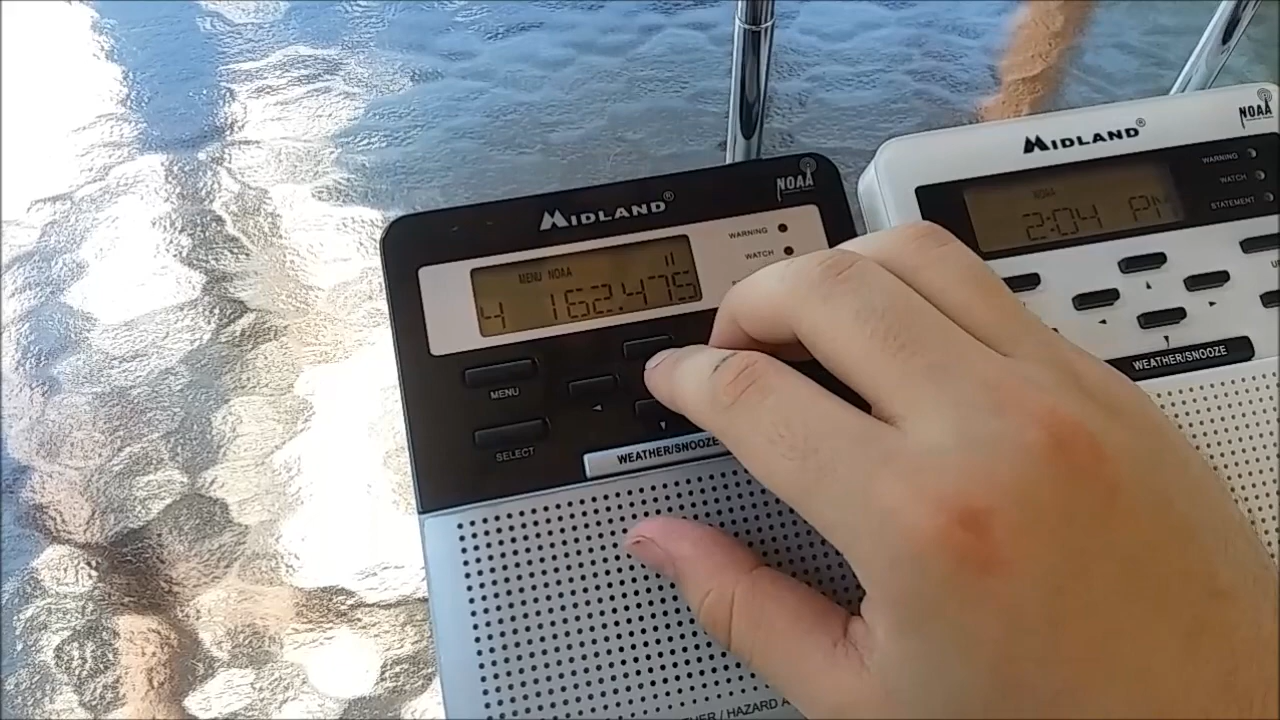 MIDLAND®
NOAA
MENU NOAA
4 162.475
WARNING
WATCH
MENU
SELECT
WEATHER/SNOOZE
/ HAZARD
MIDLAND®
NOAA
NOAA
2:04 PM
WARNING
WATCH
STATEMENT
WEATHER/SNOOZE